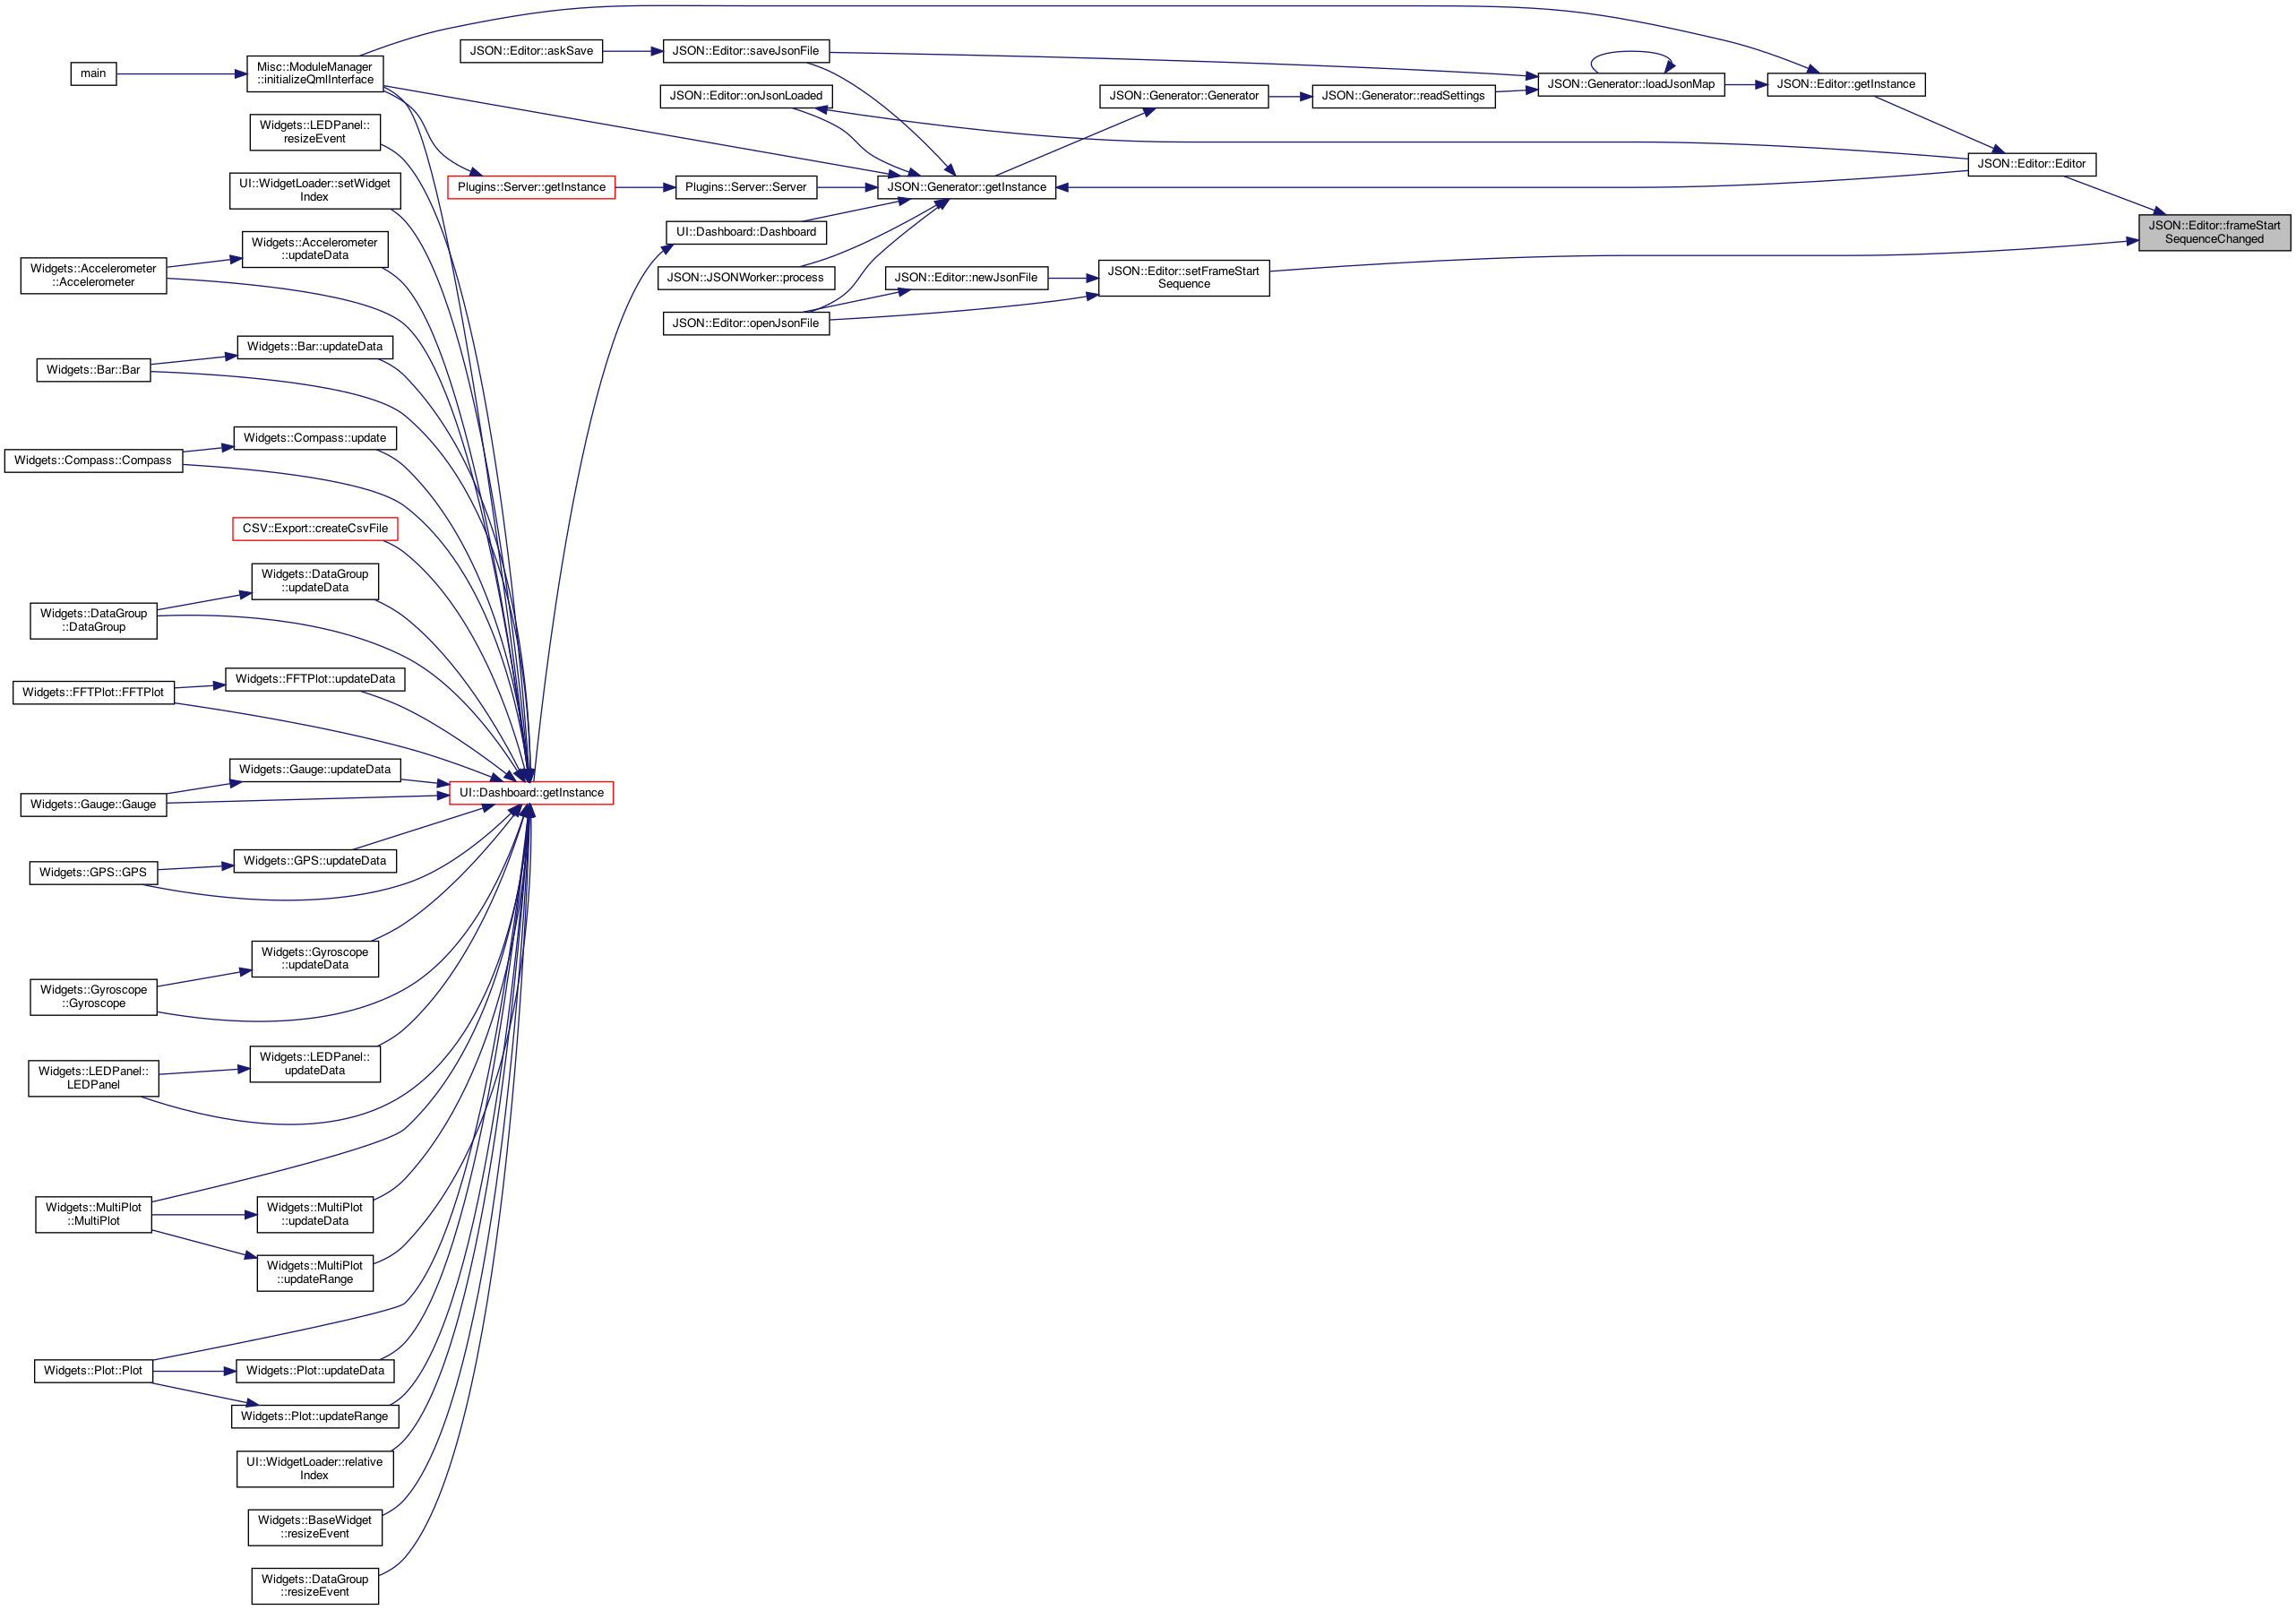 main
Misc::ModuleManager
::initializeQmlInterface
JSON::Editor::askSave
JSON::Editor::saveJsonFile
JSON::Editor::onJsonLoaded
JSON::Generator::Generator
JSON::Generator::readSettings
JSON::Generator::loadJsonMap
JSON::Editor::getInstance
Widgets::LEDPanel::
resizeEvent
UI::WidgetLoader::setWidget
Index
Plugins::Server::getInstance
Plugins::Server::Server
JSON::Generator::getInstance
JSON::Editor::Editor
JSON::Editor::frameStart
SequenceChanged
UI::Dashboard::Dashboard
JSON::JSONWorker::process
JSON::Editor::newJsonFile
JSON::Editor::setFrameStart
Sequence
JSON::Editor::openJsonFile
Widgets::Accelerometer
::updateData
Widgets::Accelerometer
::Accelerometer
Widgets::Bar::updateData
Widgets::Bar::Bar
Widgets::Compass::update
Widgets::Compass::Compass
CSV::Export::createCsvFile
Widgets::DataGroup
::updateData
Widgets::DataGroup
::DataGroup
Widgets::FFTPlot::updateData
Widgets::FFTPlot::FFTPlot
Widgets::Gauge::updateData
Widgets::Gauge::Gauge
UI::Dashboard::getInstance
Widgets::GPS::updateData
Widgets::GPS::GPS
Widgets::Gyroscope
::updateData
Widgets::Gyroscope
::Gyroscope
Widgets::LEDPanel::
updateData
Widgets::LEDPanel::
LEDPanel
Widgets::MultiPlot
::MultiPlot
Widgets::MultiPlot
::updateData
Widgets::MultiPlot
::updateRange
Widgets::Plot::Plot
Widgets::Plot::updateData
Widgets::Plot::updateRange
UI::WidgetLoader::relative
Index
Widgets::BaseWidget
::resizeEvent
Widgets::DataGroup
::resizeEvent